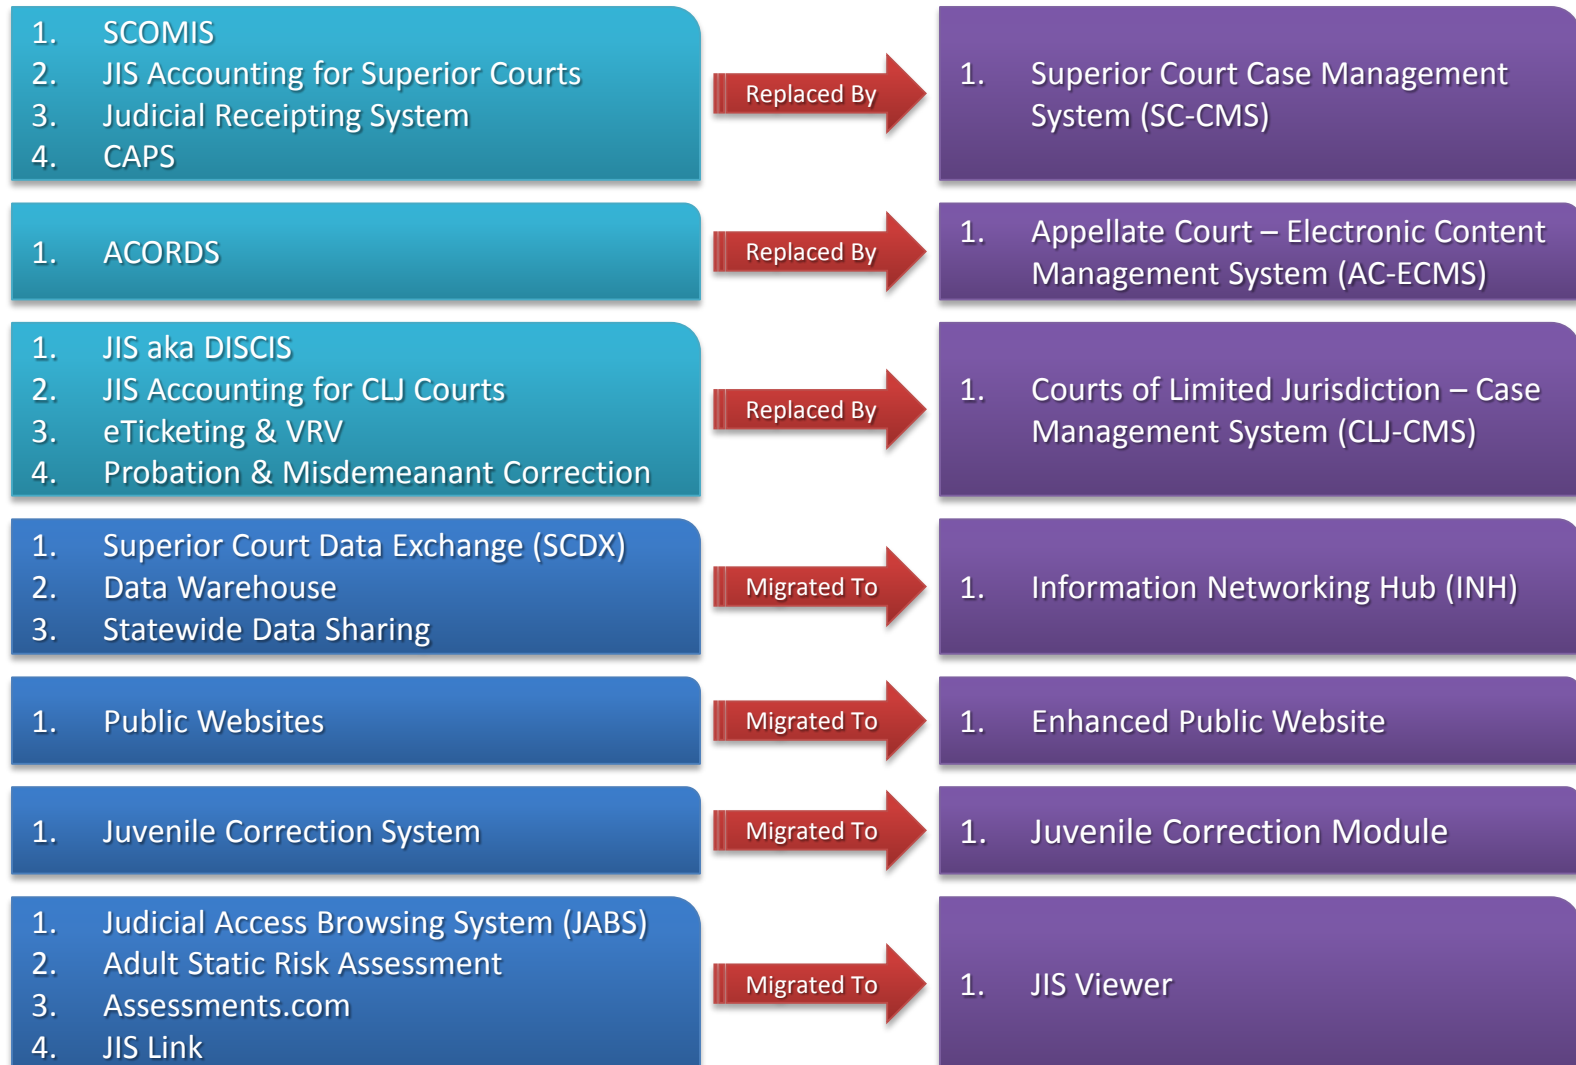 1. SCOMIS
2. JIS Accounting for Superior Courts
3. Judicial Receipting System
4. CAPS
Replaced By
1. Superior Court Case Management
System (SC-CMS)
1. ACORDS
Replaced By
1. Appellate Court – Electronic Content
Management System (AC-ECMS)
1. JIS aka DISCIS
2. JIS Accounting for CLJ Courts
3. eTicketing & VRV
4. Probation & Misdemeanant Correction
Replaced By
1. Courts of Limited Jurisdiction – Case
Management System (CLJ-CMS)
1. Superior Court Data Exchange (SCDX)
2. Data Warehouse
3. Statewide Data Sharing
Migrated To
1. Information Networking Hub (INH)
1. Public Websites
Migrated To
1. Enhanced Public Website
1. Juvenile Correction System
Migrated To
1. Juvenile Correction Module
1. Judicial Access Browsing System (JABS)
2. Adult Static Risk Assessment
3. Assessments.com
4. JIS Link
Migrated To
1. JIS Viewer